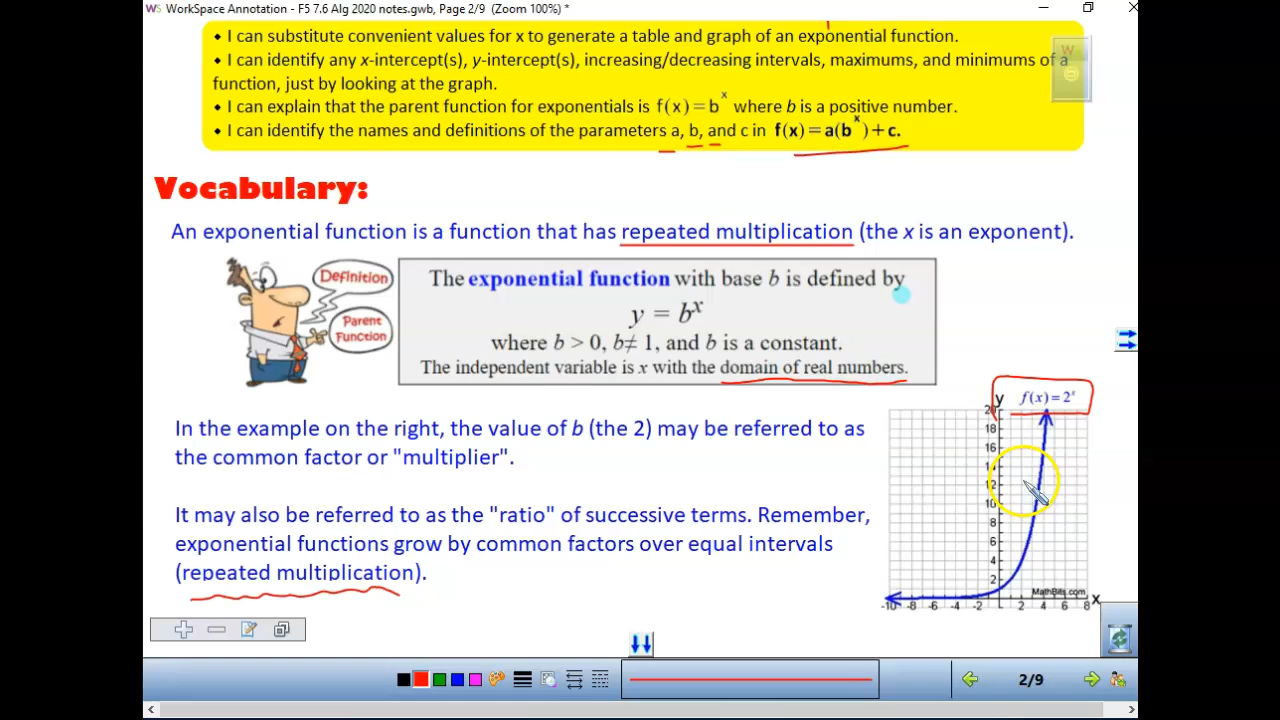 WS WorkSpace Annotation - F5 7.6 Alg 2020 notes.gwb, Page 2/9 (Zoom 100%) *
• I can substitute convenient values for x to generate a table and graph of an exponential function.
• I can identify any x-intercept(s), y-intercept(s), increasing/decreasing intervals, maximums, and minimums of a
function, just by looking at the graph.
• I can explain that the parent function for exponentials is f(x)=b^x where b is a positive number.
• I can identify the names and definitions of the parameters a, b, and c in f(x)=a(b^x)+c.
W
Vocabulary:
An exponential function is a function that has repeated multiplication (the x is an exponent).
Definition
Parent
Function
The exponential function with base b is defined by
y = b^x
where b > 0, b≠ 1, and b is a constant.
The independent variable is x with the domain of real numbers.
In the example on the right, the value of b (the 2) may be referred to as
the common factor or "multiplier".
It may also be referred to as the "ratio" of successive terms. Remember,
exponential functions grow by common factors over equal intervals
(repeated multiplication).
y f(x)=2^x
20
18
16
14
12
10
8
6
4
2
MathBits.com
-10 -8 -6 -4 -2 2 4 6 8 x
2/9